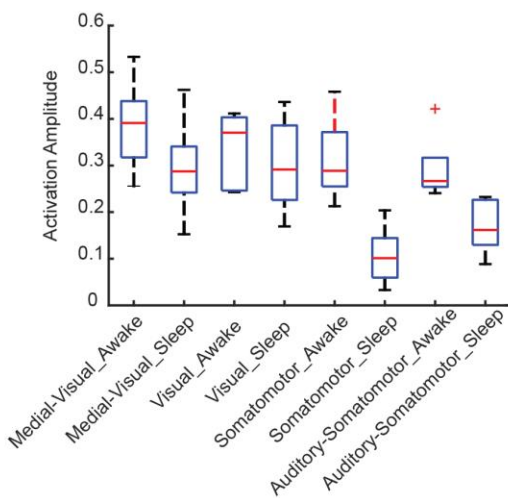 0.6
0.5
0.4
0.3
0.2
0.1
0
Activation Amplitude
Medial-Visual_Awake
Medial-Visual_Sleep
Visual_Awake
Visual_Sleep
Somatomotor_Awake
Somatomotor_Sleep
Auditory-Somatomotor_Awake
Auditory-Somatomotor_Sleep